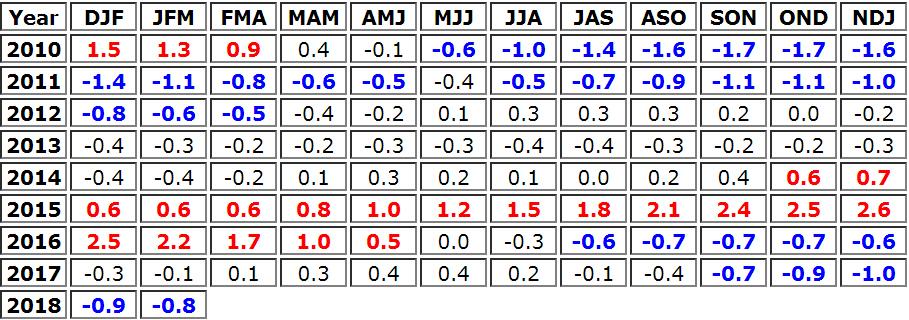 Year DJF JFM FMA MAM AMJ MJJ JJA JAS ASO SON OND NDJ
2010 1.5 1.3 0.9 0.4 -0.1 -0.6 -1.0 -1.4 -1.6 -1.7 -1.7 -1.6
2011 -1.4 -1.1 -0.8 -0.6 -0.5 -0.4 -0.5 -0.7 -0.9 -1.1 -1.1 -1.0
2012 -0.8 -0.6 -0.5 -0.4 -0.2 0.1 0.3 0.3 0.3 0.2 0.0 -0.2
2013 -0.4 -0.3 -0.2 -0.2 -0.3 -0.3 -0.4 -0.4 -0.3 -0.2 -0.2 -0.3
2014 -0.4 -0.4 -0.2 0.1 0.3 0.2 0.1 0.0 0.2 0.4 0.6 0.7
2015 0.6 0.6 0.6 0.8 1.0 1.2 1.5 1.8 2.1 2.4 2.5 2.6
2016 2.5 2.2 1.7 1.0 0.5 0.0 -0.3 -0.6 -0.7 -0.7 -0.7 -0.6
2017 -0.3 -0.1 0.1 0.3 0.4 0.4 0.2 -0.1 -0.4 -0.7 -0.9 -1.0
2018 -0.9 -0.8